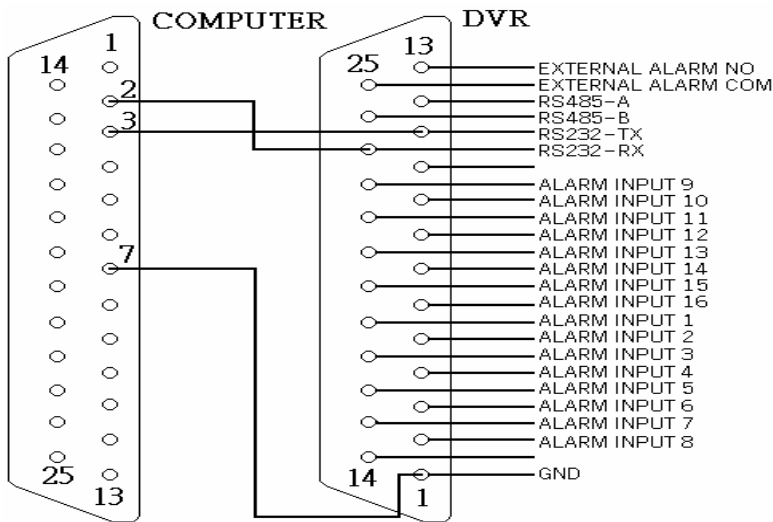 COMPUTER
DVR
1
14
2
3
7
25
13
13
25
14
1
EXTERNAL ALARM NO
EXTERNAL ALARM COM
RS485-A
RS485-B
RS232-TX
RS232-RX
ALARM INPUT 9
ALARM INPUT 10
ALARM INPUT 11
ALARM INPUT 12
ALARM INPUT 13
ALARM INPUT 14
ALARM INPUT 15
ALARM INPUT 16
ALARM INPUT 1
ALARM INPUT 2
ALARM INPUT 3
ALARM INPUT 4
ALARM INPUT 5
ALARM INPUT 6
ALARM INPUT 7
ALARM INPUT 8
GND